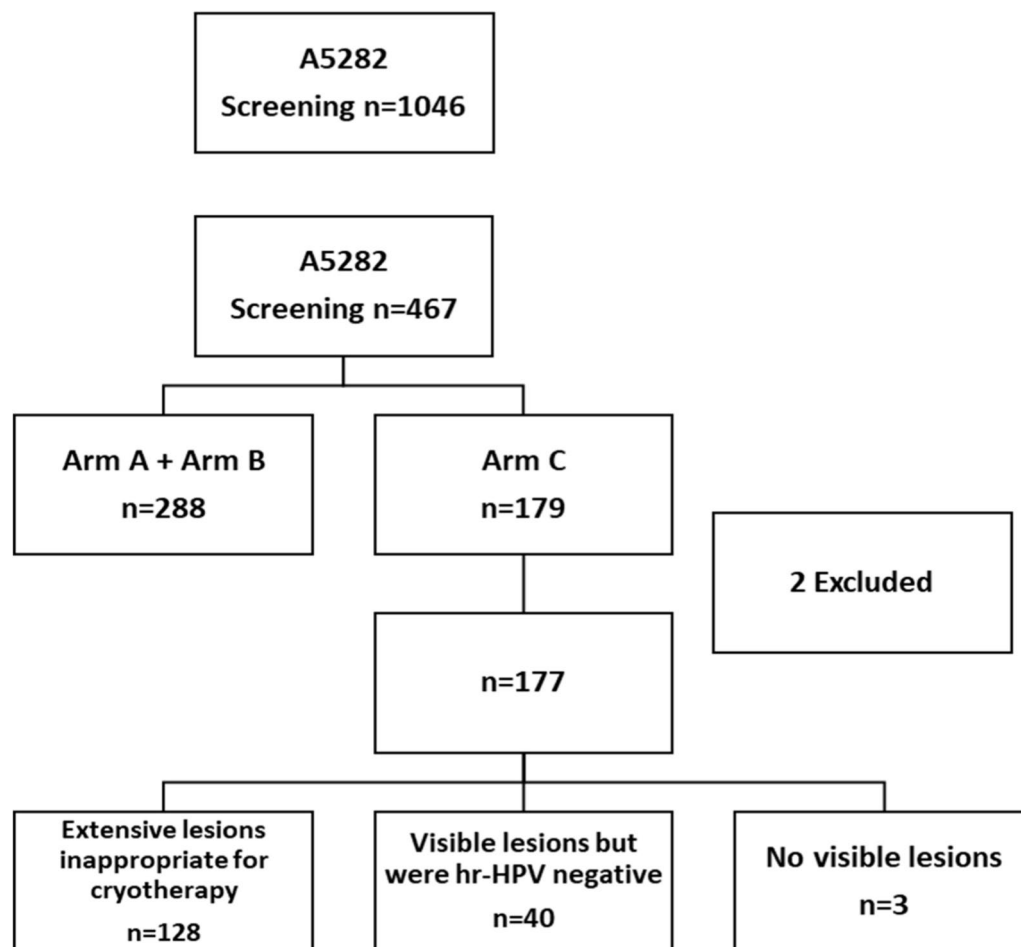 A5282
Screening n=1046
A5282
Screening n=467
Arm A + Arm B
n=288
Arm C
n=179
2 Excluded
n=177
Extensive lesions
inappropriate for
cryotherapy
n=128
Visible lesions but
were hr-HPV negative
n=40
No visible lesions
n=3